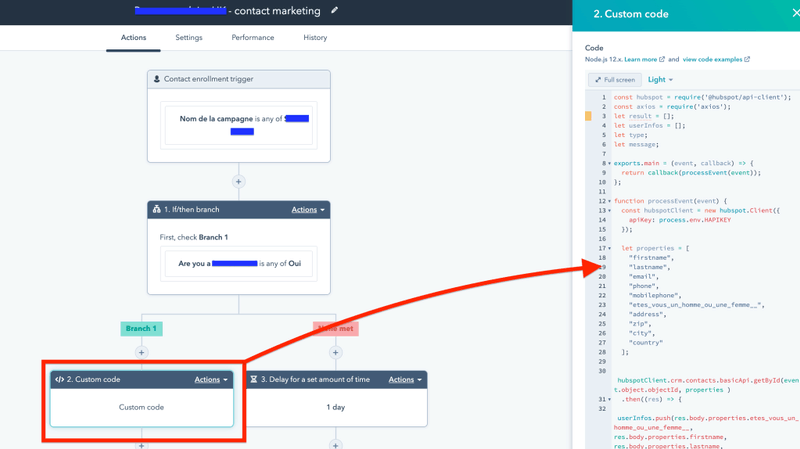 - contact marketing
Actions
Settings
Performance
History
Contact enrollment trigger
Nom de la campagne is any of
1. If/then branch
Actions
First, check Branch 1
Are you a
is any of Oui
Branch 1
met
2. Custom code
Actions
Custom code
3. Delay for a set amount of time
Actions
1 day
2. Custom code
Code
Node.js 12.x. Learn more and view code examples
Full screen
Light
1 const hubspot = require('@hubspot/api-client');
2 const axios = require('axios');
3 let result = [];
4 let userInfos = [];
5 let type;
6 let message;
7
8 exports.main = (event, callback) => {
9 return callback(processEvent(event));
10 };
11
12 function processEvent(event) {
13 const hubspotClient = new hubspot.Client({
14 apiKey: process.env.HAPIKEY
15 });
16
17 let properties = [
18 "firstname",
19 "lastname",
20 "email",
21 "phone",
22 "mobilephone",
23 "etes_vous_un_homme_ou_une_femme__",
24 "address",
25 "zip",
26 "city",
27 "country"
28 ];
29
30
hubspotClient.crm.contacts.basicApi.getById(even
t.object.objectId, properties )
31 .then((res) => {
32
userInfos.push(res.body.properties.etes_vous_un_
homme_ou_une_femme__,
res.body.properties.firstname,
res.body.properties.lastname,